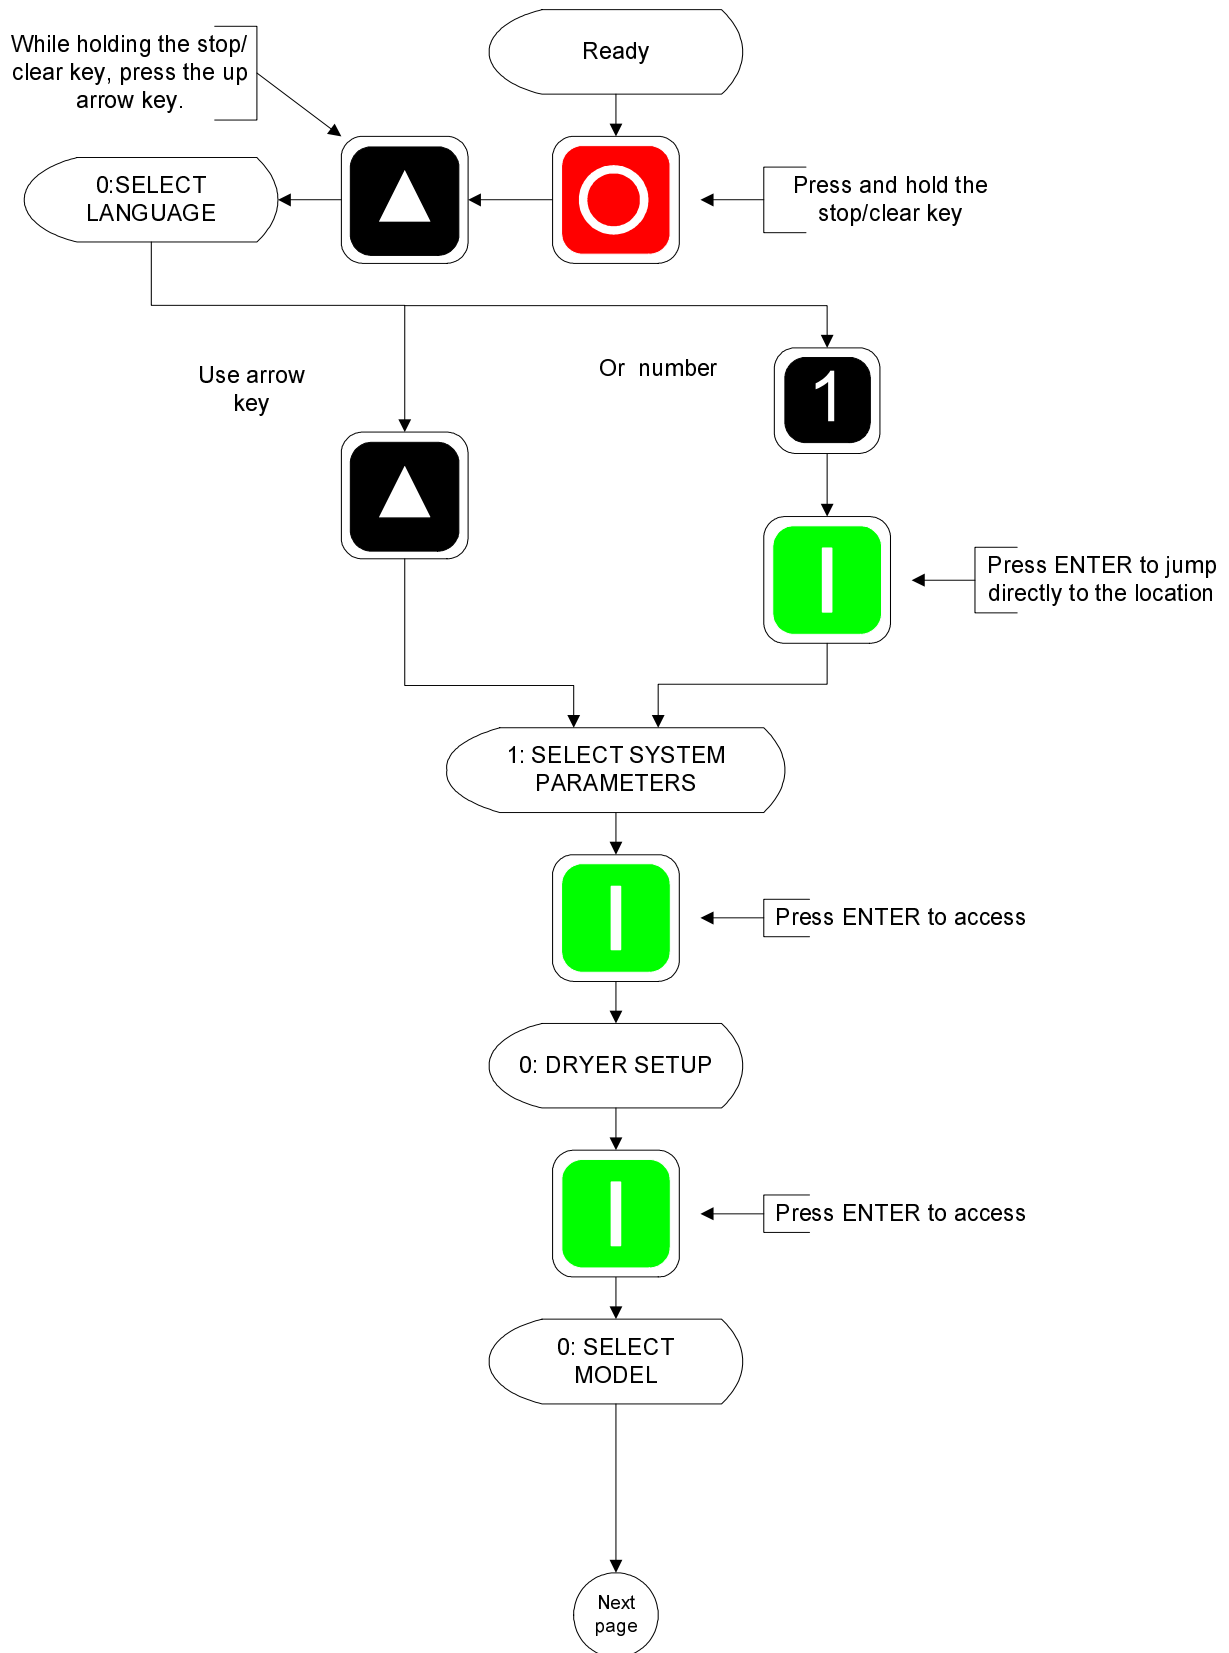 While holding the stop/
clear key, press the up
arrow key.
Ready
0:SELECT
LANGUAGE
Press and hold the
stop/clear key
Use arrow
key
Or number
1
Press ENTER to jump
directly to the location
1: SELECT SYSTEM
PARAMETERS
Press ENTER to access
0: DRYER SETUP
Press ENTER to access
0: SELECT
MODEL
Next
page